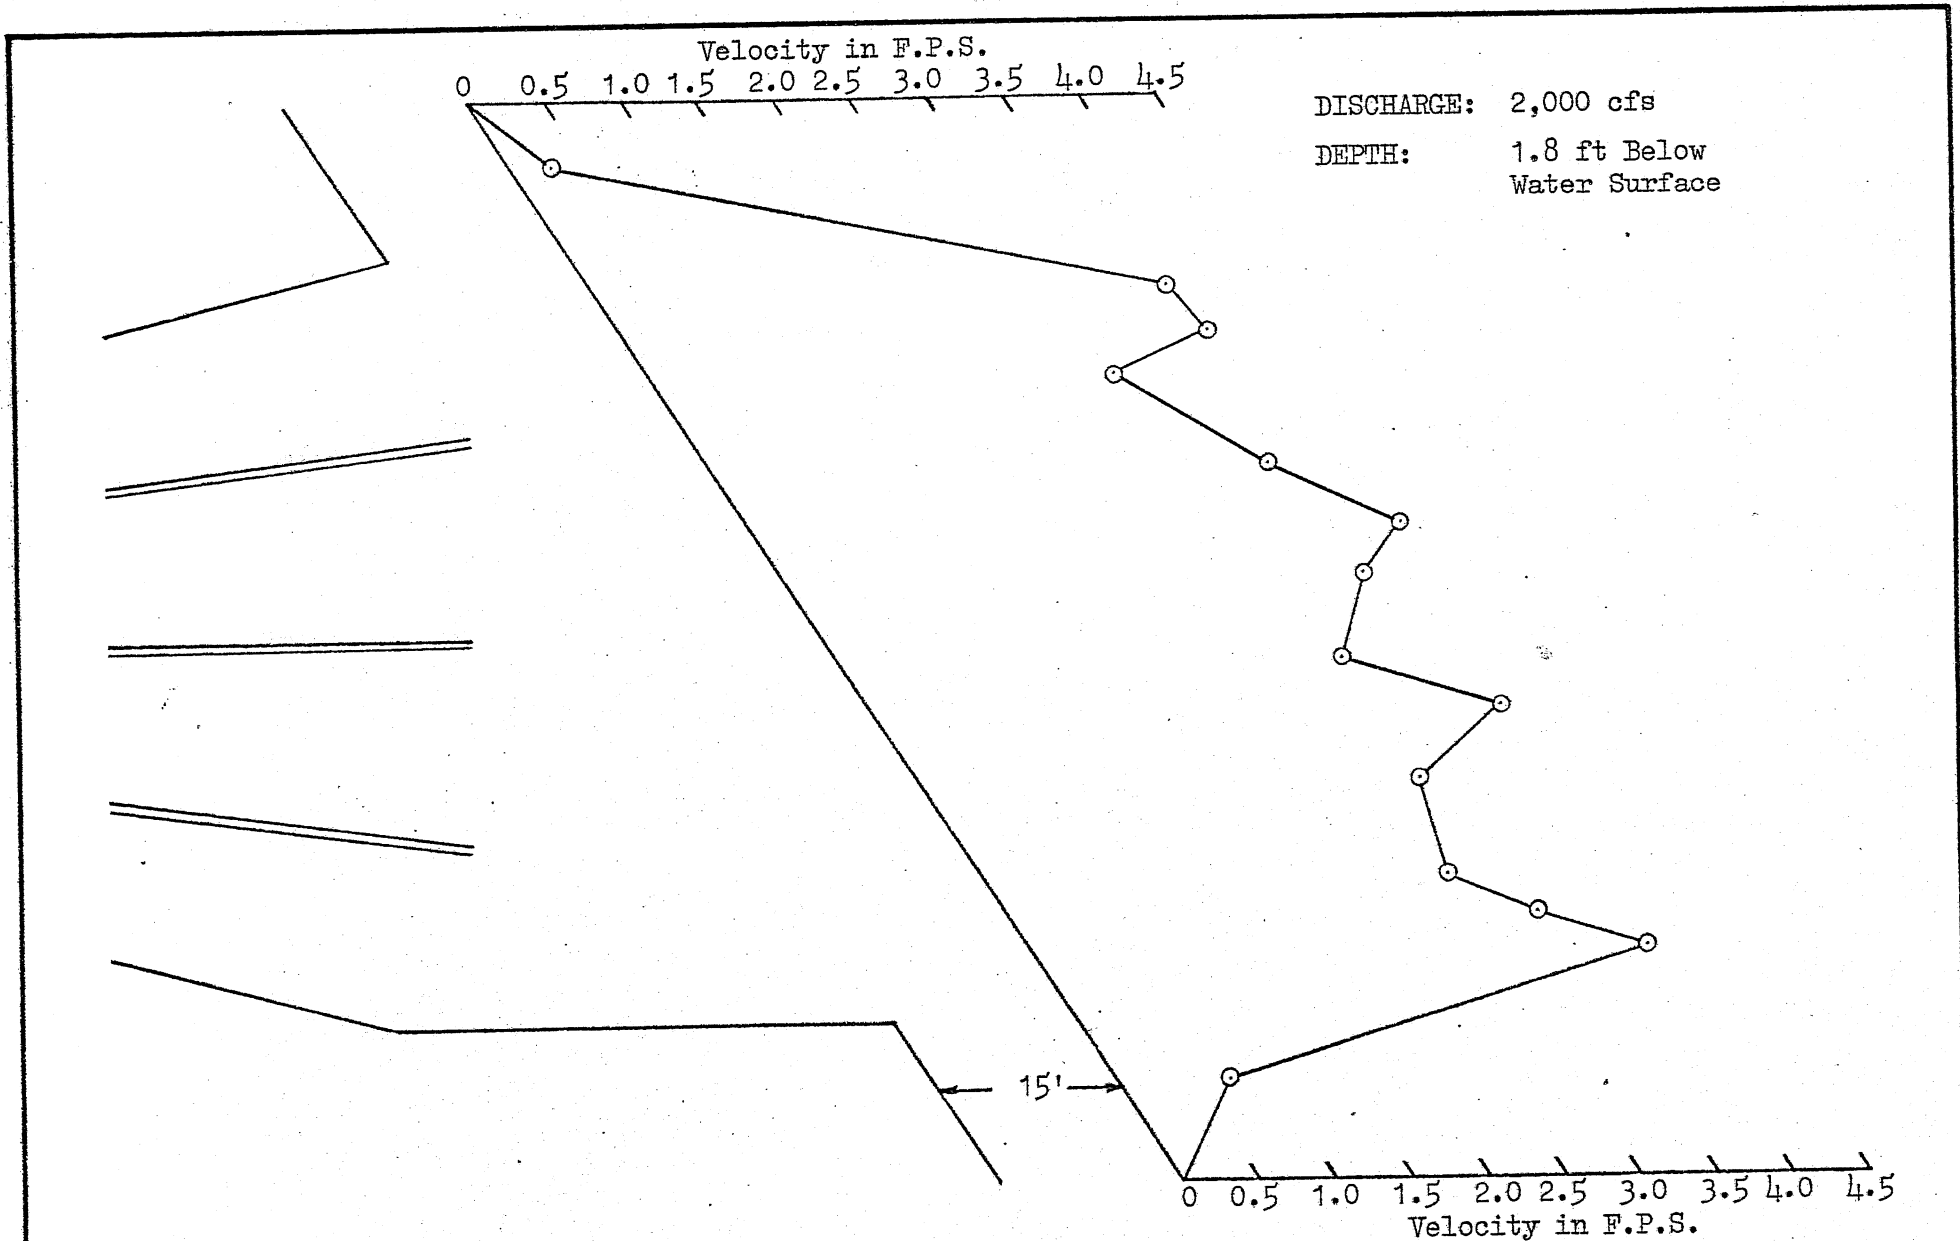 Velocity in F.P.S.
0 0.5 1.0 1.5 2.0 2.5 3.0 3.5 4.0 4.5
DISCHARGE: 2,000 cfs
DEPTH: 1.8 ft Below
Water Surface
15'
0 0.5 1.0 1.5 2.0 2.5 3.0 3.5 4.0 4.5
Velocity in F.P.S.